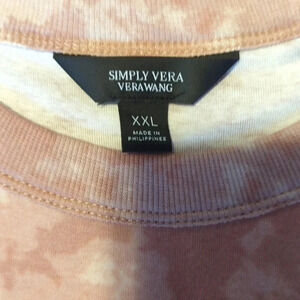 SIMPLY VERA
VERAWANG
XXL
MADE IN
PHILIPPINES